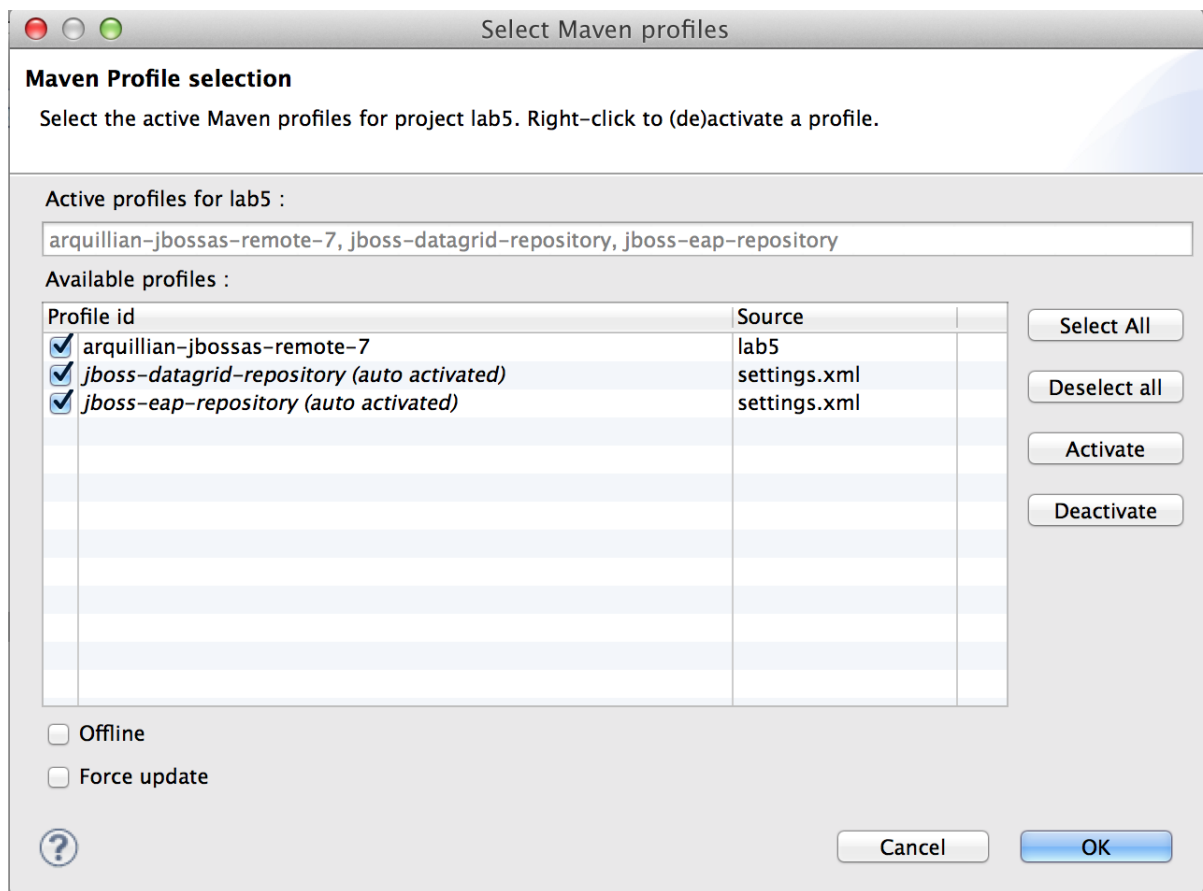 Select Maven profiles
Maven Profile selection
Select the active Maven profiles for project lab5. Right-click to (de)activate a profile.
Active profiles for lab5 :
arquillian-jbossas-remote-7, jboss-datagrid-repository, jboss-eap-repository
Available profiles :
Profile id Source
arquillian-jbossas-remote-7 lab5
jboss-datagrid-repository (auto activated) settings.xml
jboss-eap-repository (auto activated) settings.xml
Select All
Deselect all
Activate
Deactivate
Offline
Force update
? Cancel OK